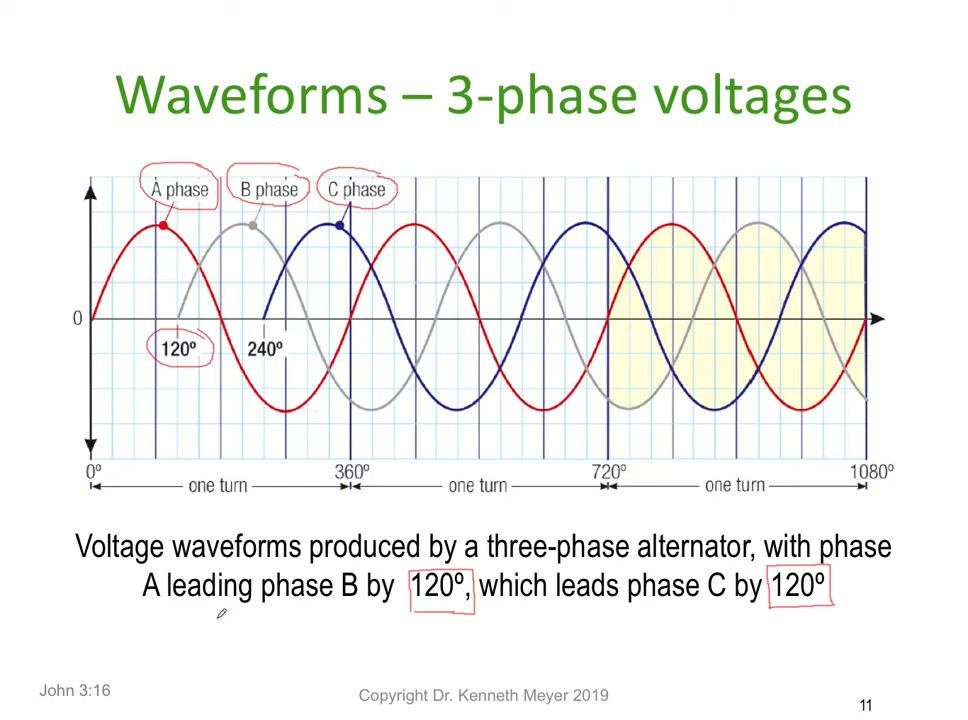 Waveforms – 3-phase voltages
A phase
B phase
C phase
0
120º
240º
0º
360º
720º
1080º
one turn
one turn
one turn
Voltage waveforms produced by a three-phase alternator, with phase
A leading phase B by 120º, which leads phase C by 120º
John 3:16
Copyright Dr. Kenneth Meyer 2019
11